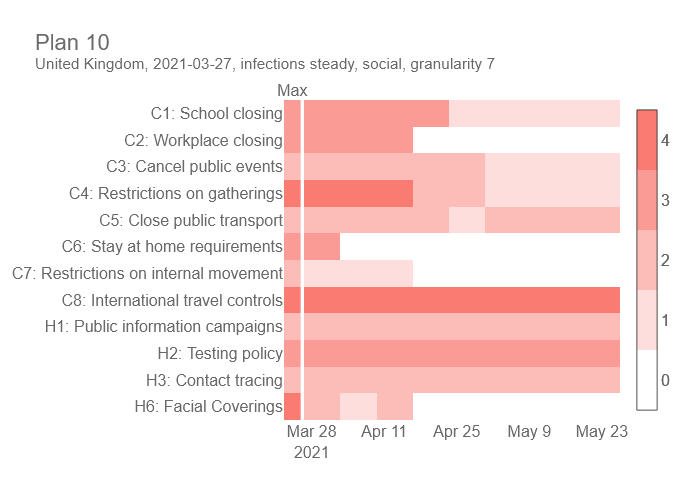 Plan 10
United Kingdom, 2021-03-27, infections steady, social, granularity 7
Max
C1: School closing
C2: Workplace closing
C3: Cancel public events
C4: Restrictions on gatherings
C5: Close public transport
C6: Stay at home requirements
C7: Restrictions on internal movement
C8: International travel controls
H1: Public information campaigns
H2: Testing policy
H3: Contact tracing
H6: Facial Coverings
4
3
2
1
0
Mar 28 Apr 11 Apr 25 May 9 May 23
2021